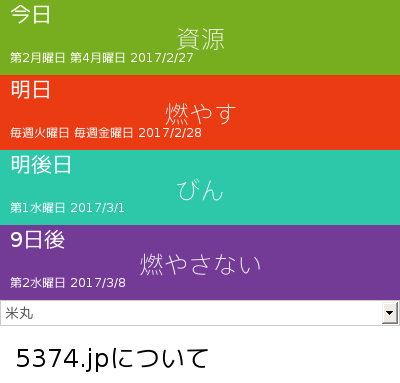 今日
資源
第2月曜日 第4月曜日 2017/2/27
明日
燃やす
毎週火曜日 毎週金曜日 2017/2/28
明後日
びん
第1水曜日 2017/3/1
9日後
燃やさない
第2水曜日 2017/3/8
米丸
5374.jpについて